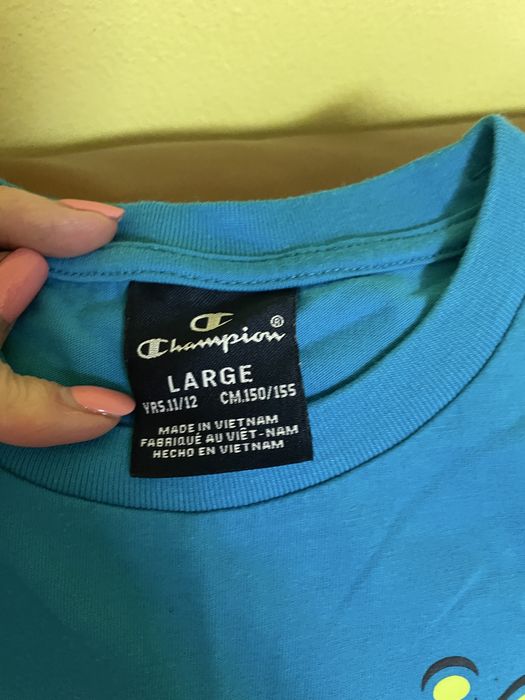 Champion®
LARGE
YRS.11/12 CM.150/155
MADE IN VIETNAM
FABRIQUÉ AU VIÊT-NAM
HECHO EN VIETNAM